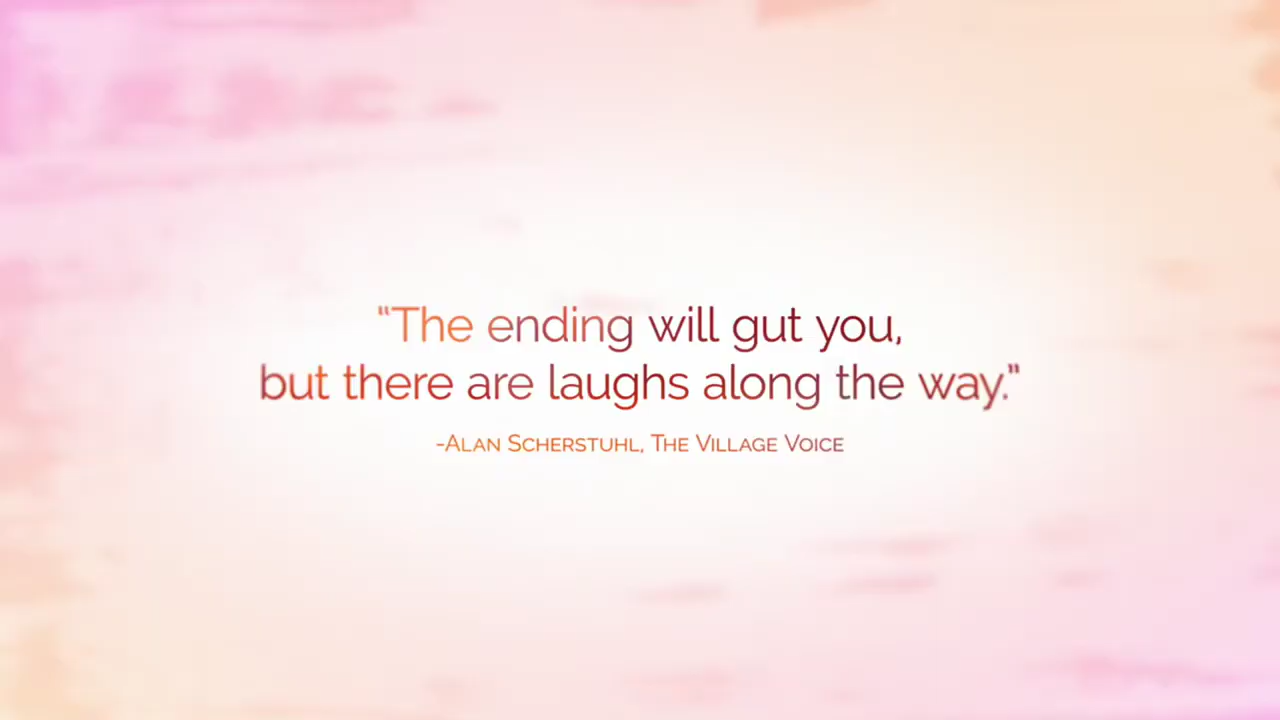 “The ending will gut you,
but there are laughs along the way.”
-Alan Scherstuhl, The Village Voice